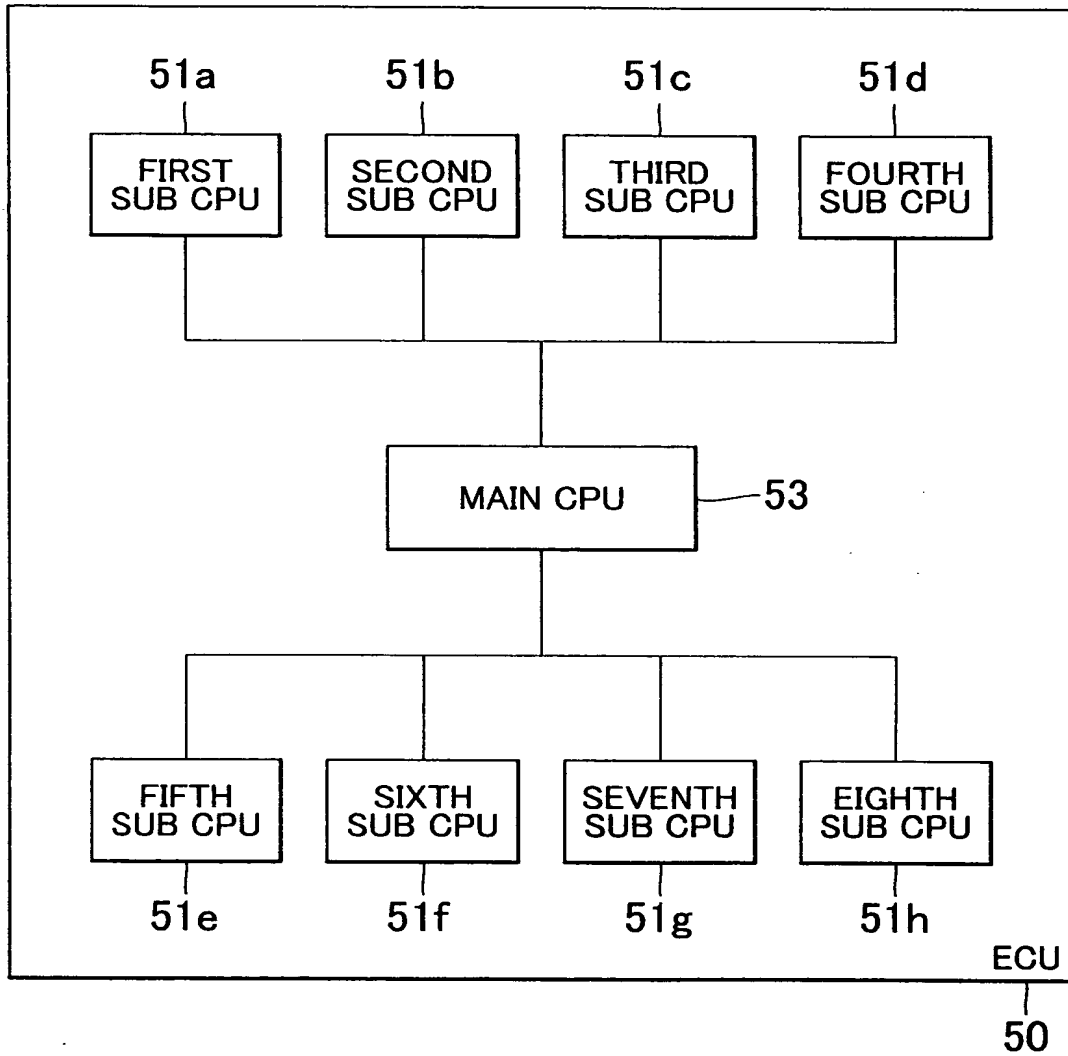 51a 51b 51c 51d
FIRST SUB CPU
SECOND SUB CPU
THIRD SUB CPU
FOURTH SUB CPU
MAIN CPU
53
FIFTH SUB CPU
SIXTH SUB CPU
SEVENTH SUB CPU
EIGHTH SUB CPU
51e 51f 51g 51h
ECU
50